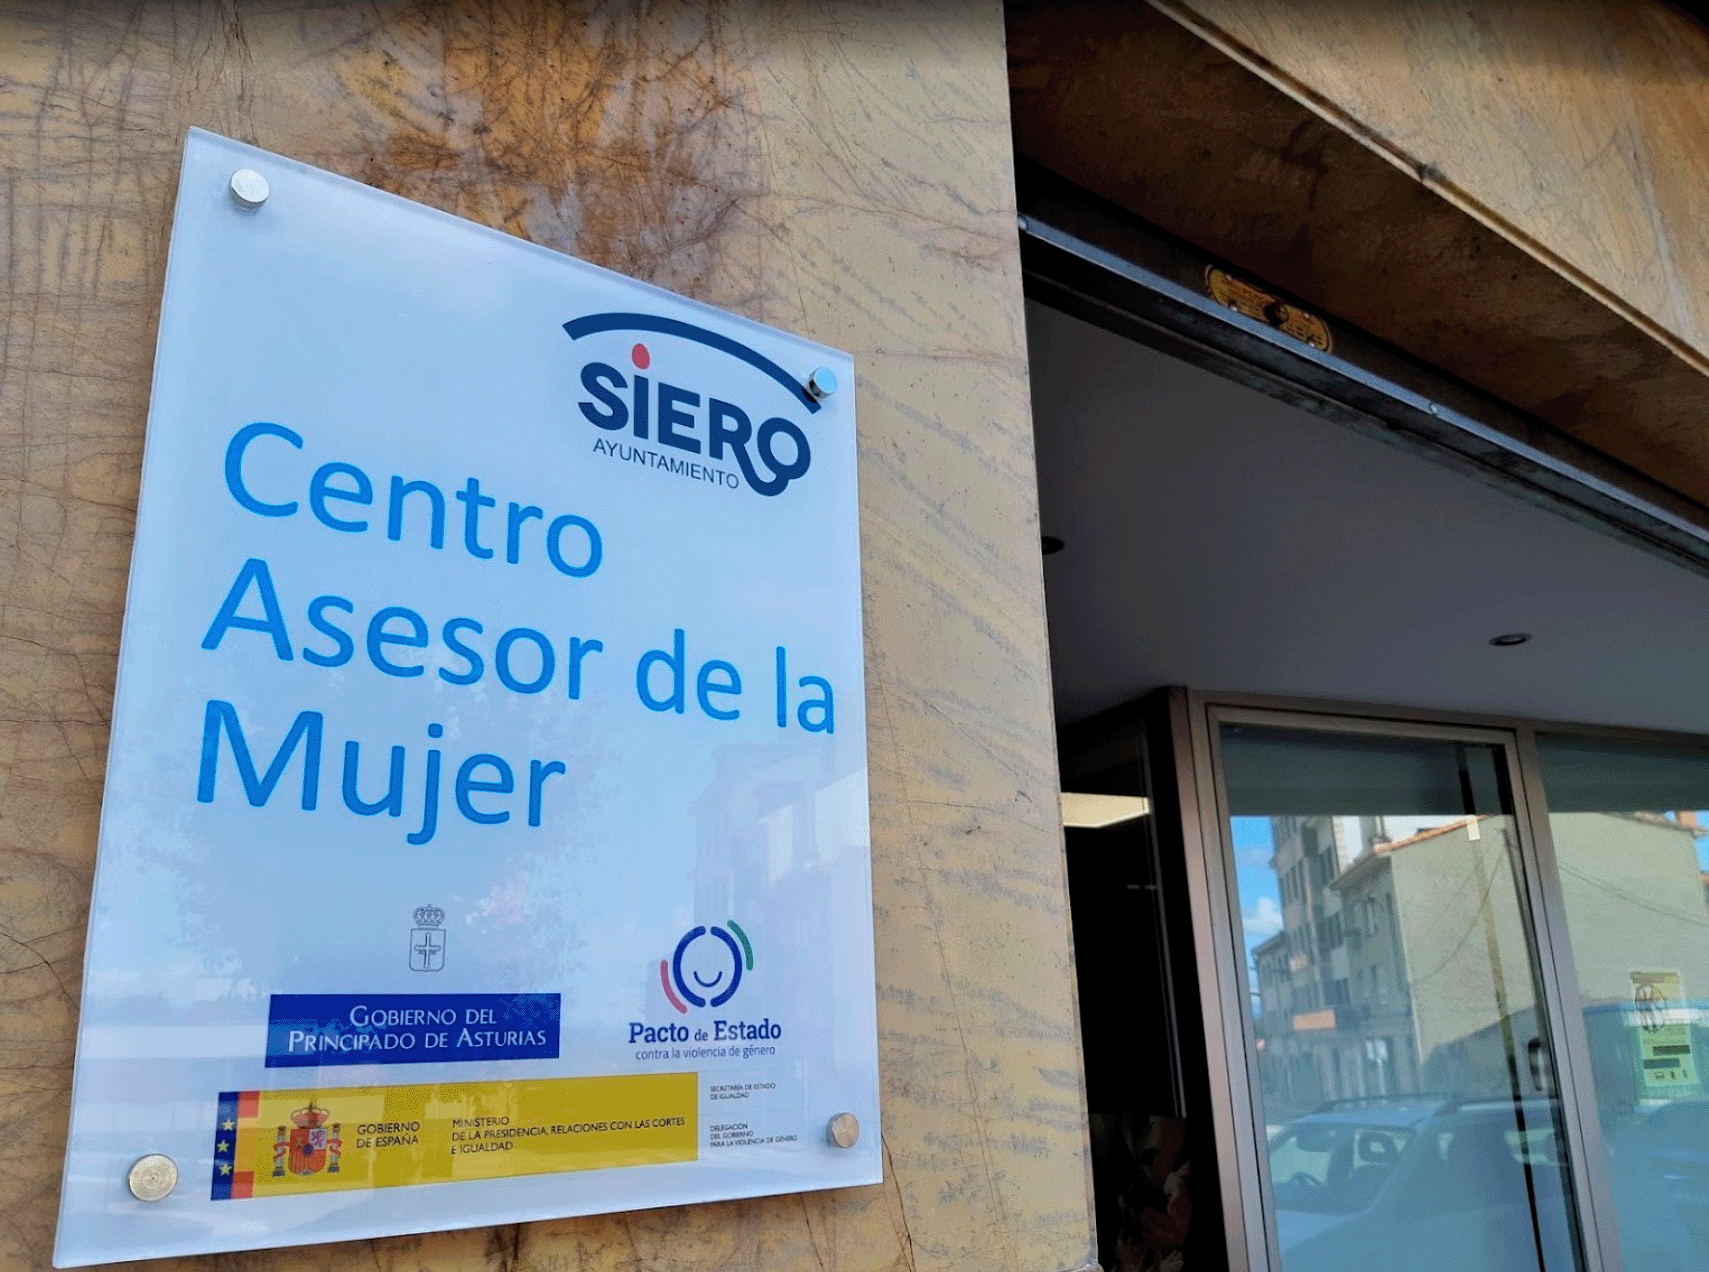 SiERO
AYUNTAMIENTO
Centro
Asesor de la
Mujer
GOBIERNO DEL
PRINCIPADO DE ASTURIAS
Pacto de Estado
contra la violencia de género
GOBIERNO
DE ESPAÑA
MINISTERIO
DE LA PRESIDENCIA, RELACIONES CON LAS CORTES
E IGUALDAD
SECRETARÍA DE ESTADO
DE IGUALDAD
DELEGACIÓN
DEL GOBIERNO
PARA LA VIOLENCIA DE GÉNERO